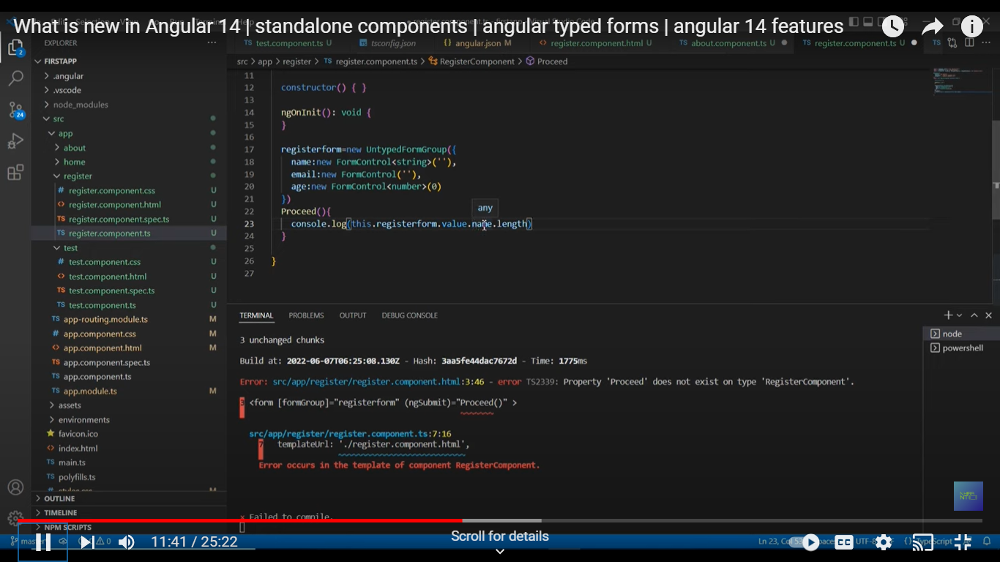 What is new in Angular 14 | standalone components | angular typed forms | angular 14 features
EXPLORER
FIRSTAPP
.angular
.vscode
node_modules
src
app
about
home
register
register.component.css U
register.component.html U
register.component.spec.ts U
register.component.ts U
test
test.component.css U
test.component.html U
test.component.spec.ts U
test.component.ts U
app-routing.module.ts M
app.component.css M
app.component.html M
app.component.spec.ts
app.component.ts
app.module.ts M
assets
environments
favicon.ico
index.html
main.ts
polyfills.ts
OUTLINE
TIMELINE
NPM SCRIPTS
2
24
TS test.component.ts U
tsconfig.json
{} angular.json M
<> register.component.html U
TS about.component.ts U
TS register.component.ts U
src > app > register > TS register.component.ts > RegisterComponent > Proceed
11
12 constructor() { }
13
14 ngOnInit(): void {
15 }
16
17 registerform=new UntypedFormGroup({
18 name:new FormControl<string>(''),
19 email:new FormControl(''),
20 age:new FormControl<number>(0)
21 })
22 Proceed(){
any
23 console.log(this.registerform.value.name.length)
24 }
25
26 }
27
TERMINAL PROBLEMS OUTPUT DEBUG CONSOLE
node
powershell
3 unchanged chunks
Build at: 2022-06-07T06:25:08.130Z - Hash: 3aa5fe44dac7672d - Time: 1775ms
Error: src/app/register/register.component.html:3:46 - error TS2339: Property 'Proceed' does not exist on type 'RegisterComponent'.
3 <form [formGroup]="registerform" (ngSubmit)="Proceed()" >
src/app/register/register.component.ts:7:16
7 templateUrl: './register.component.html',
Error occurs in the template of component RegisterComponent.
× Failed to compile.
11:41 / 25:22
Scroll for details
CC